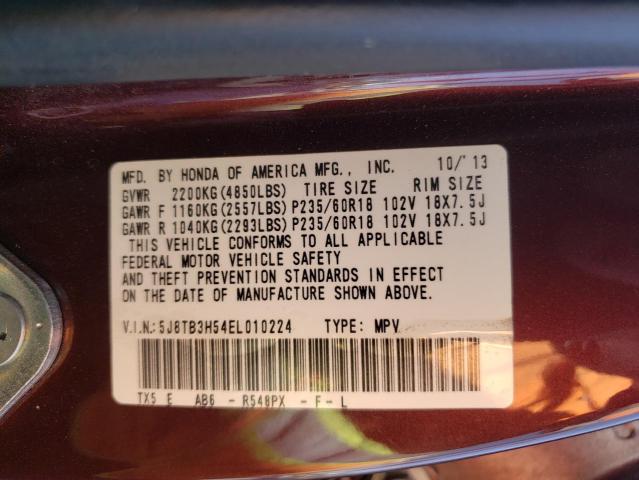 MFD. BY HONDA OF AMERICA MFG., INC. 10/'13
GVWR 2200KG(4850LBS) TIRE SIZE RIM SIZE
GAWR F 1160KG(2557LBS)P235/60R18 102V 18X7.5J
GAWR R 1040KG(2293LBS)P235/60R18 102V 18X7.5J
THIS VEHICLE CONFORMS TO ALL APPLICABLE
FEDERAL MOTOR VEHICLE SAFETY
AND THEFT PREVENTION STANDARDS IN EFFECT
ON THE DATE OF MANUFACTURE SHOWN ABOVE.
V.I.N.:5J8TB3H54EL010224 TYPE: MPV
TX5 E AB6 - R548PX - F - L